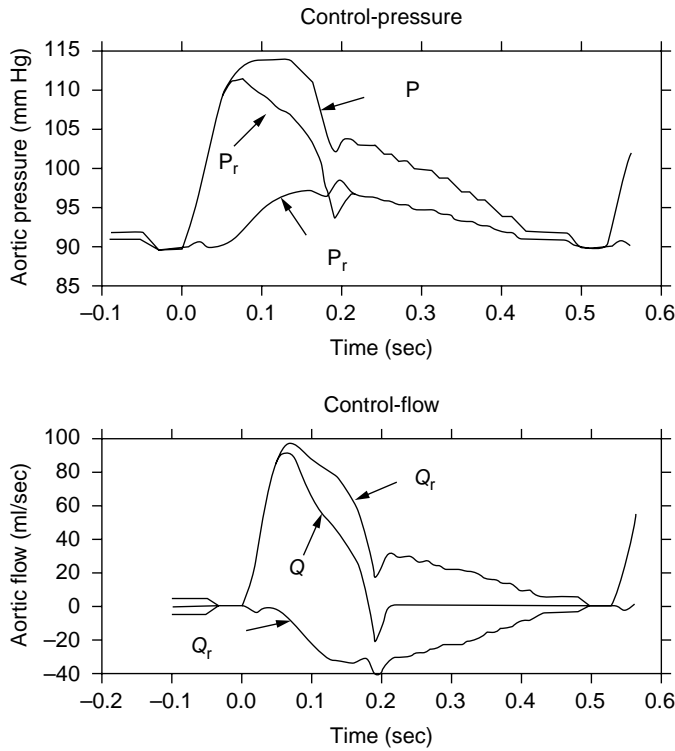 Control-pressure
Aortic pressure (mm Hg)
115
110
105
100
95
90
85
P
Pr
Pr
–0.1 0.0 0.1 0.2 0.3 0.4 0.5 0.6
Time (sec)
Control-flow
Aortic flow (ml/sec)
100
80
60
40
20
0
–20
–40
Qr
Q
Qr
–0.2 –0.1 0.0 0.1 0.2 0.3 0.4 0.5 0.6
Time (sec)